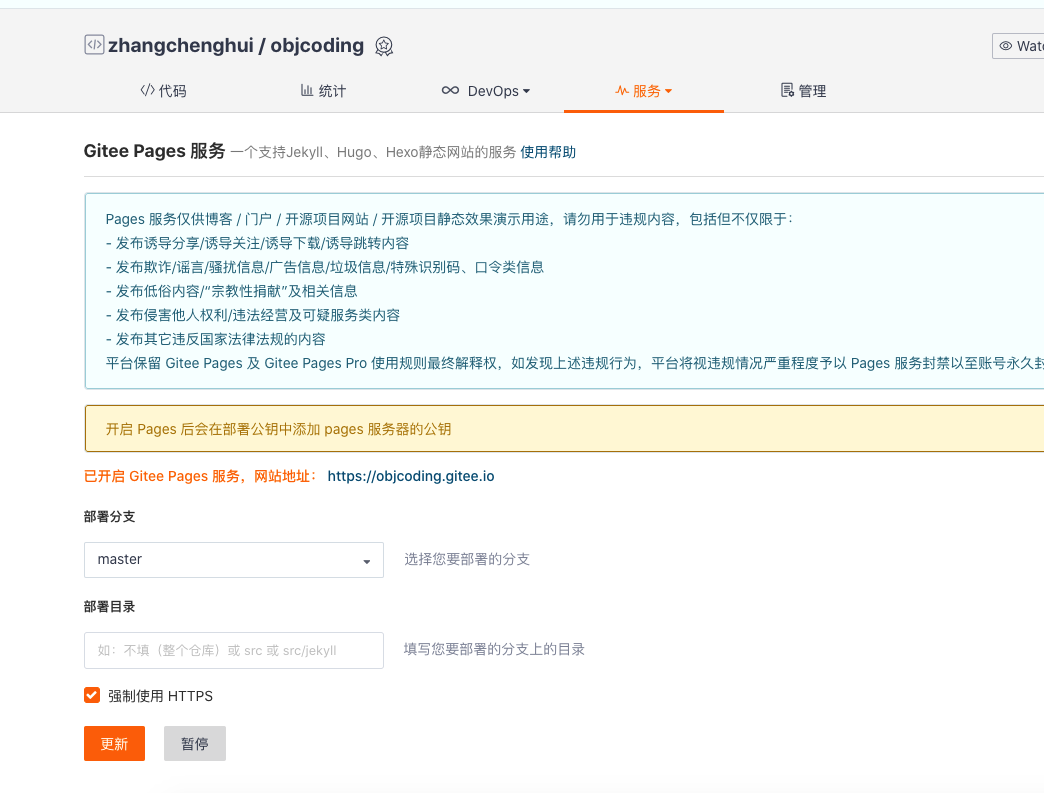 zhangchenghui / objcoding
Wat
代码 统计 DevOps 服务 管理
Gitee Pages 服务 一个支持Jekyll、Hugo、Hexo静态网站的服务 使用帮助
Pages 服务仅供博客 / 门户 / 开源项目网站 / 开源项目静态效果演示用途，请勿用于违规内容，包括但不仅限于：
- 发布诱导分享/诱导关注/诱导下载/诱导跳转内容
- 发布欺诈/谣言/骚扰信息/广告信息/垃圾信息/特殊识别码、口令类信息
- 发布低俗内容/“宗教性捐献”及相关信息
- 发布侵害他人权利/违法经营及可疑服务类内容
- 发布其它违反国家法律法规的内容
平台保留 Gitee Pages 及 Gitee Pages Pro 使用规则最终解释权，如发现上述违规行为，平台将视违规情况严重程度予以 Pages 服务封禁以至账号永久封
开启 Pages 后会在部署公钥中添加 pages 服务器的公钥
已开启 Gitee Pages 服务，网站地址： https://objcoding.gitee.io
部署分支
master 选择您要部署的分支
部署目录
如：不填（整个仓库）或 src 或 src/jekyll 填写您要部署的分支上的目录
强制使用 HTTPS
更新 暂停